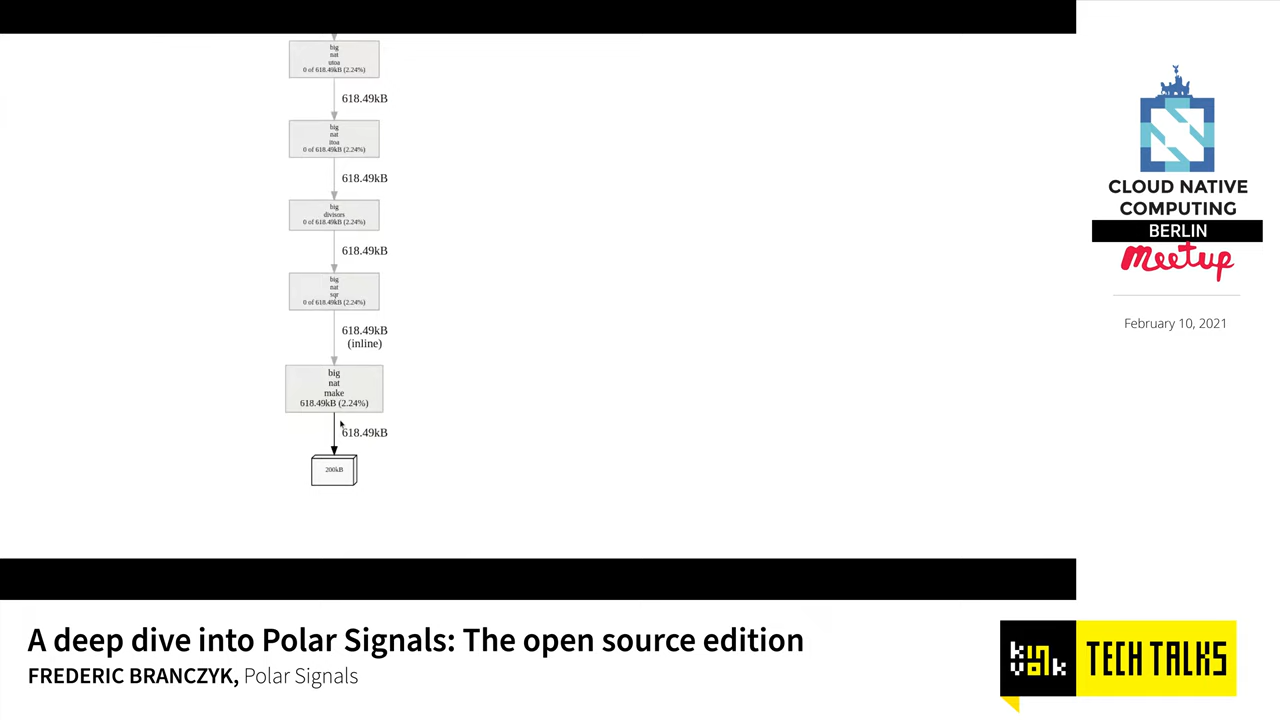 big
nat
utoa
0 of 618.49kB (2.24%)
618.49kB
big
nat
itoa
0 of 618.49kB (2.24%)
618.49kB
big
divisors
0 of 618.49kB (2.24%)
618.49kB
big
nat
sqr
0 of 618.49kB (2.24%)
618.49kB
(inline)
big
nat
make
618.49kB (2.24%)
618.49kB
200kB
CLOUD NATIVE
COMPUTING
BERLIN
Meetup
February 10, 2021
A deep dive into Polar Signals: The open source edition
FREDERIC BRANCZYK, Polar Signals
kinvolk
TECH TALKS